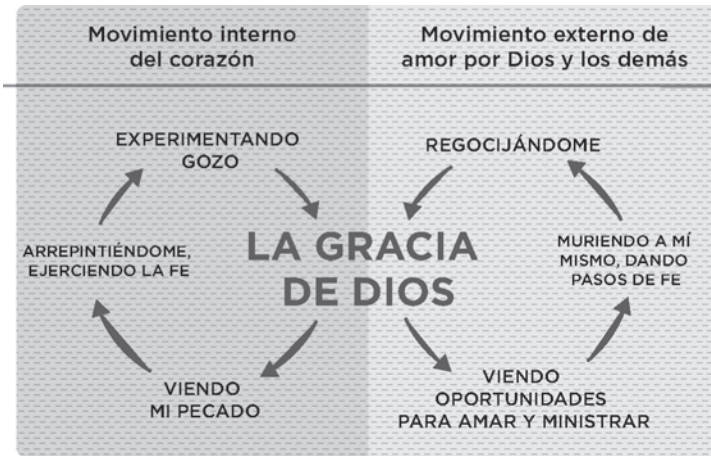 Movimiento interno
del corazón
Movimiento externo de
amor por Dios y los demás
EXPERIMENTANDO
GOZO
REGOCIJÁNDOME
LA GRACIA
DE DIOS
ARREPINTIÉNDOME,
EJERCIENDO LA FE
MURIENDO A MÍ
MISMO, DANDO
PASOS DE FE
VIENDO
MI PECADO
VIENDO
OPORTUNIDADES
PARA AMAR Y MINISTRAR